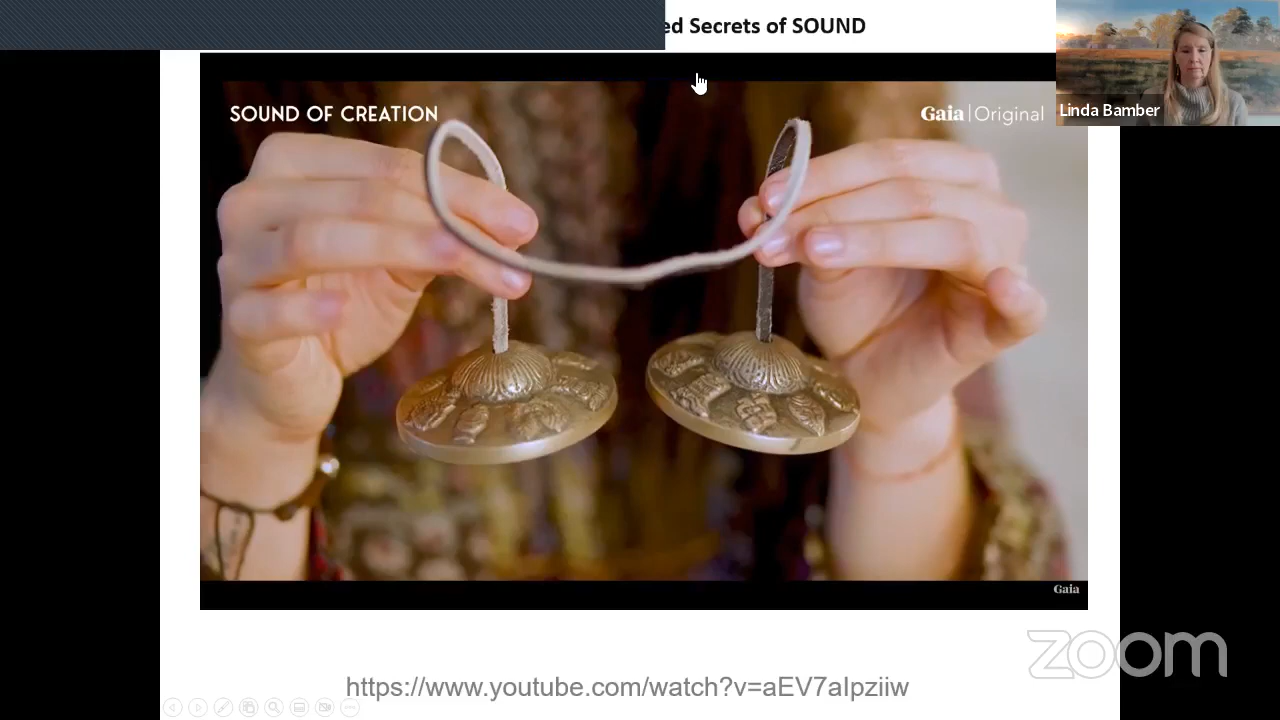 ed Secrets of SOUND
Linda Bamber
SOUND OF CREATION
Gaia|Original
Gaia
zoom
https://www.youtube.com/watch?v=aEV7aIpziiw